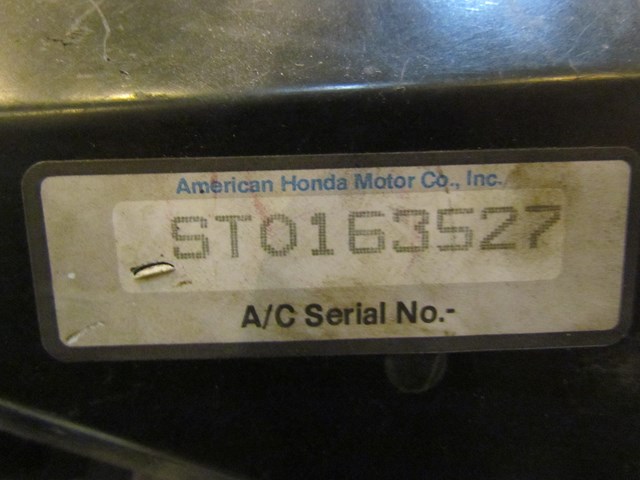 American Honda Motor Co., Inc.
ST0163527
A/C Serial No.-